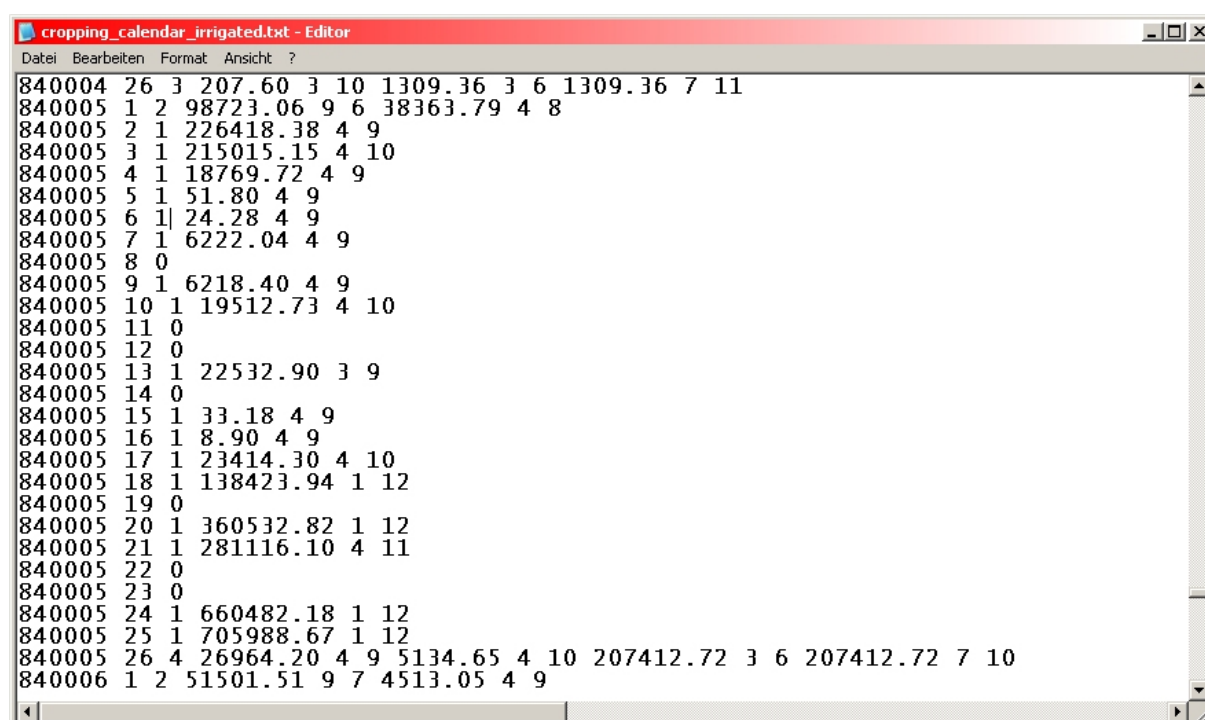 cropping_calendar_irrigated.txt - Editor
Datei Bearbeiten Format Ansicht ?
840004 26 3 207.60 3 10 1309.36 3 6 1309.36 7 11
840005 1 2 98723.06 9 6 38363.79 4 8
840005 2 1 226418.38 4 9
840005 3 1 215015.15 4 10
840005 4 1 18769.72 4 9
840005 5 1 51.80 4 9
840005 6 1 24.28 4 9
840005 7 1 6222.04 4 9
840005 8 0
840005 9 1 6218.40 4 9
840005 10 1 19512.73 4 10
840005 11 0
840005 12 0
840005 13 1 22532.90 3 9
840005 14 0
840005 15 1 33.18 4 9
840005 16 1 8.90 4 9
840005 17 1 23414.30 4 10
840005 18 1 138423.94 1 12
840005 19 0
840005 20 1 360532.82 1 12
840005 21 1 281116.10 4 11
840005 22 0
840005 23 0
840005 24 1 660482.18 1 12
840005 25 1 705988.67 1 12
840005 26 4 26964.20 4 9 5134.65 4 10 207412.72 3 6 207412.72 7 10
840006 1 2 51501.51 9 7 4513.05 4 9